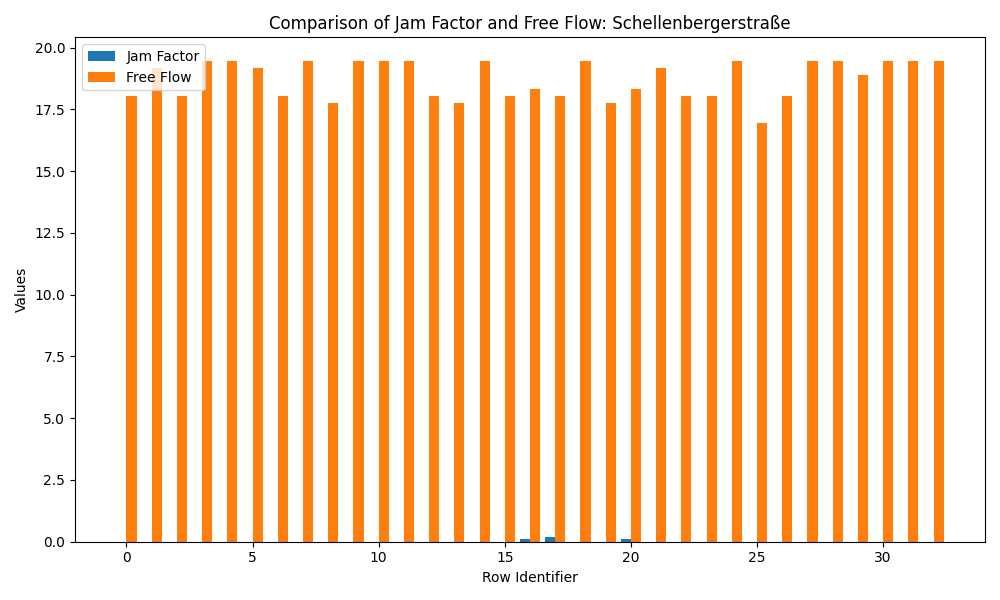 Comparison of Jam Factor and Free Flow: Schellenbergerstraße
Jam Factor
Free Flow
20.0
17.5
15.0
12.5
10.0
7.5
5.0
2.5
0.0
Values
0 5 10 15 20 25 30
Row Identifier